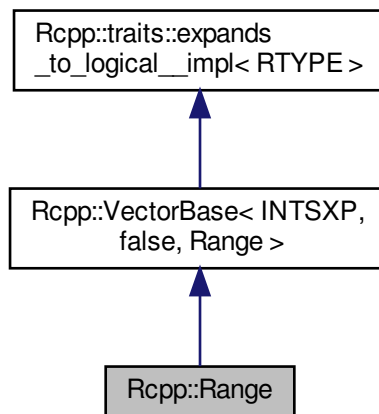 Rcpp::traits::expands
_to_logical__impl< RTYPE >
Rcpp::VectorBase< INTSXP,
false, Range >
Rcpp::Range